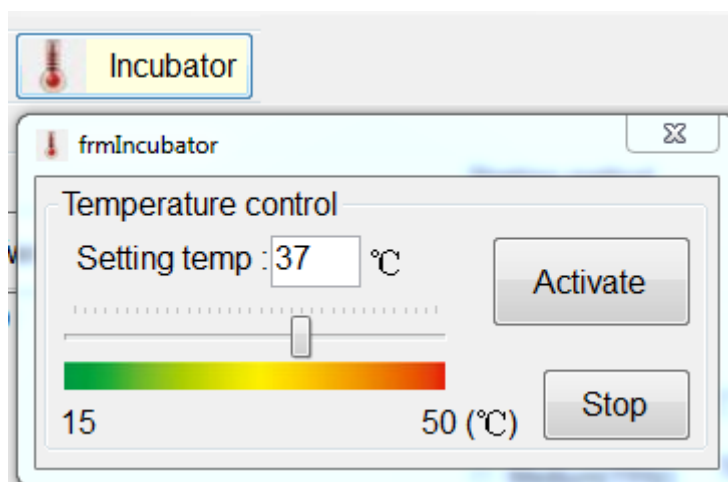 Incubator
frmIncubator
Temperature control
Setting temp : 37 ℃
Activate
15
50 (℃)
Stop